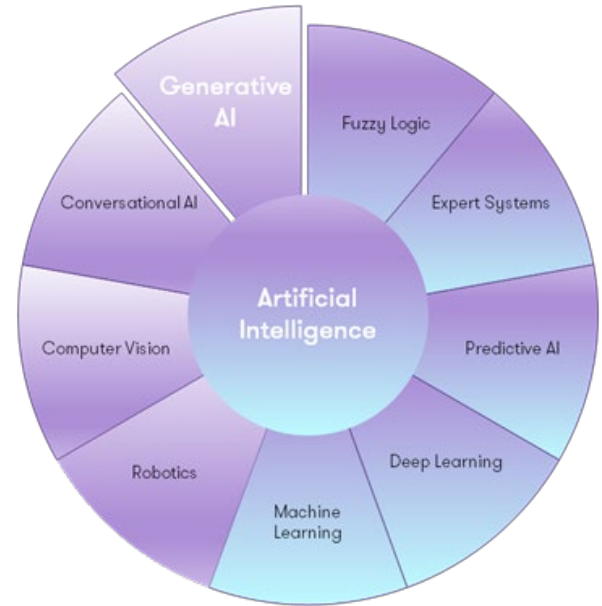 Generative
AI
Fuzzy Logic
Expert Systems
Predictive AI
Deep Learning
Machine
Learning
Robotics
Computer Vision
Conversational AI
Artificial
Intelligence